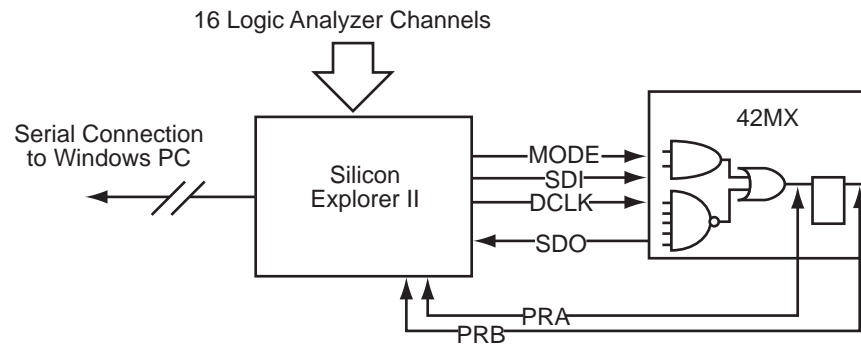 16 Logic Analyzer Channels
Serial Connection
to Windows PC
Silicon
Explorer II
MODE
SDI
DCLK
SDO
42MX
PRA
PRB